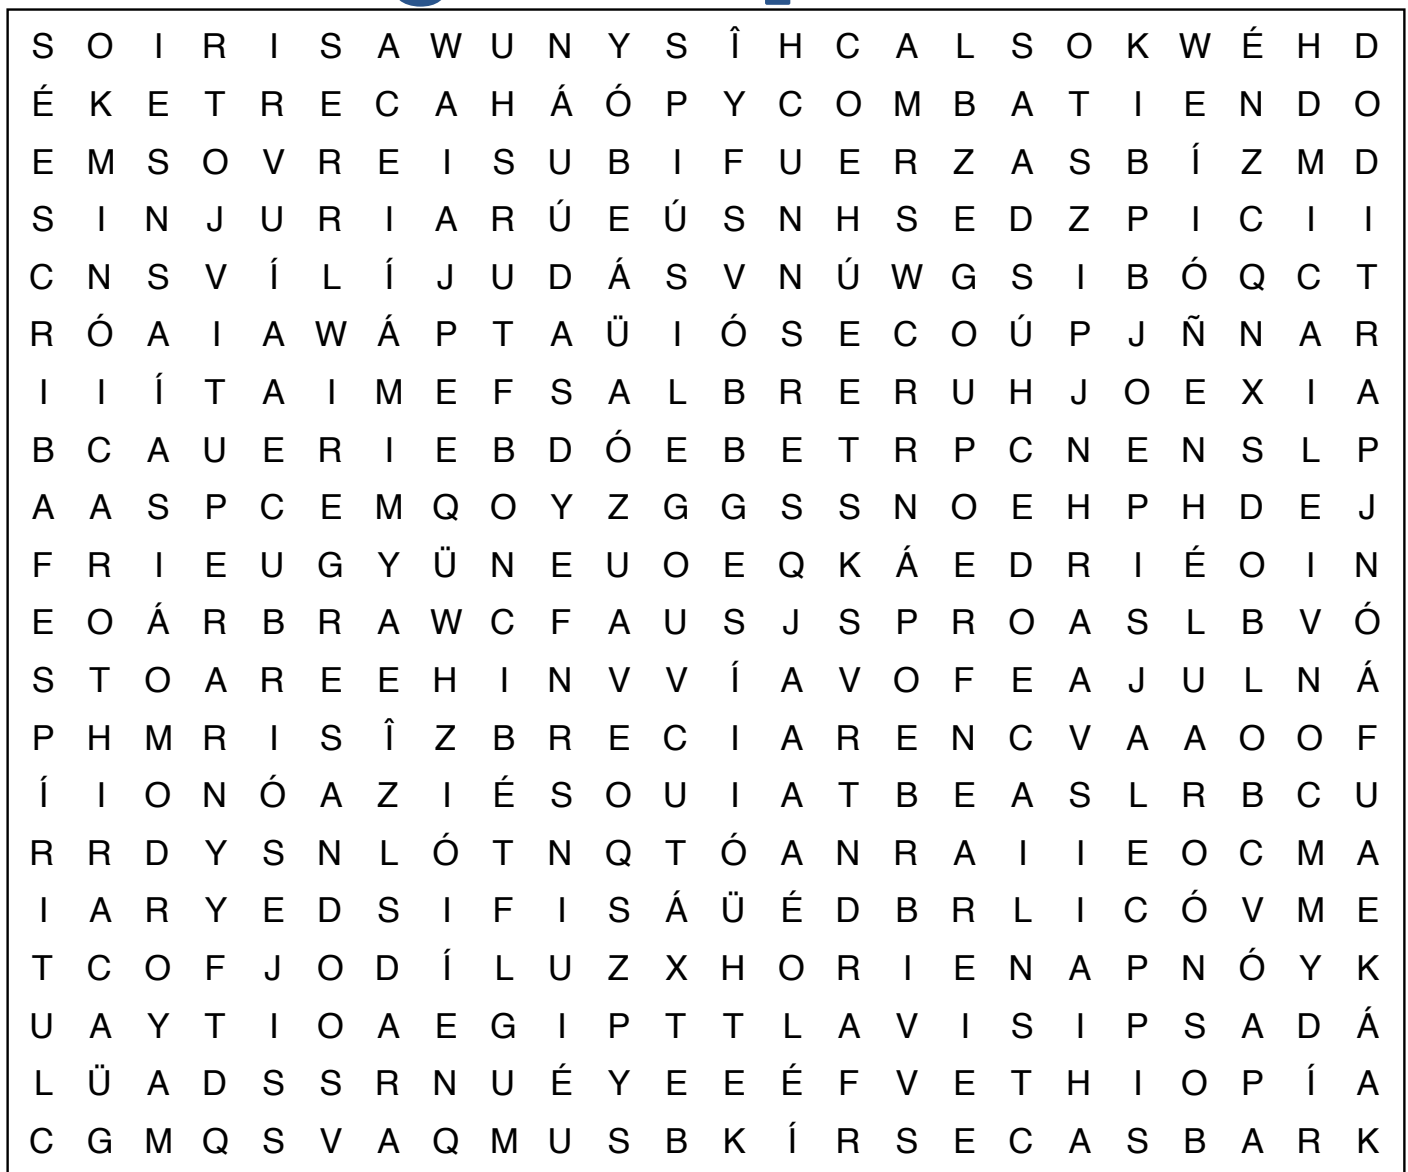 S O I R I S A W U N Y S Î H C A L S O K W É H D
É K E T R E C A H Á Ó P Y C O M B A T I E N D O
E M S O V R E I S U B I F U E R Z A S B Í Z M D
S I N J U R I A R Ú E Ú S N H S E D Z P I C I I
C N S V Í L Í J U D Á S V N Ú W G S I B Ó Q C T
R Ó A I A W Á P T A Ü I Ó S E C O Ú P J Ñ N A R
I I Í T A I M E F S A L B R E R U H J O E X I A
B C A U E R I E B D Ó E B E T R P C N E N S L P
A A S P C E M Q O Y Z G G S S N O E H P H D E J
F R I E U G Y Ü N E U O E Q K Á E D R I É O I N
E O Á R B R A W C F A U S J S P R O A S L B V Ó
S T O A R E E H I N V V Í A V O F E A J U L N Á
P H M R I S Î Z B R E C I A R E N C V A A O O F
Í I O N Ó A Z I É S O U I A T B E A S L R B C U
R R D Y S N L Ó T N Q T Ó A N R A I I E O C M A
I A R Y E D S I F I S Á Ü É D B R L I C Ó V M E
T C O F J O D Í L U Z X H O R I E N A P N Ó Y K
U A Y T I O A E G I P T T L A V I S I P S A D Á
L Ü A D S S R N U É Y E E É F V E T H I O P Í A
C G M Q S V A Q M U S B K Í R S E C A S B A R K